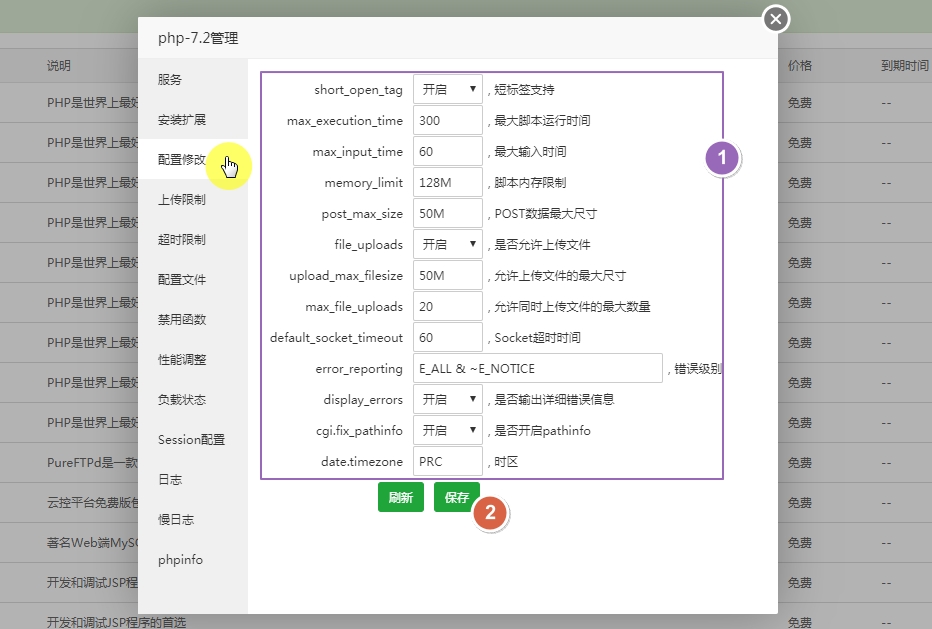 php-7.2管理
说明 价格 到期时间
服务
安装扩展
配置修改
上传限制
超时限制
配置文件
禁用函数
性能调整
负载状态
Session配置
日志
慢日志
phpinfo
short_open_tag 开启 , 短标签支持
max_execution_time 300 , 最大脚本运行时间
max_input_time 60 , 最大输入时间
memory_limit 128M , 脚本内存限制
post_max_size 50M , POST数据最大尺寸
file_uploads 开启 , 是否允许上传文件
upload_max_filesize 50M , 允许上传文件的最大尺寸
max_file_uploads 20 , 允许同时上传文件的最大数量
default_socket_timeout 60 , Socket超时时间
error_reporting E_ALL & ~E_NOTICE , 错误级别
display_errors 开启 , 是否输出详细错误信息
cgi.fix_pathinfo 开启 , 是否开启pathinfo
date.timezone PRC , 时区
刷新 保存
1
2
PHP是世界上最好 免费 --
PHP是世界上最好 免费 --
PHP是世界上最好 免费 --
PHP是世界上最好 免费 --
PHP是世界上最好 免费 --
PHP是世界上最好 免费 --
PHP是世界上最好 免费 --
PHP是世界上最好 免费 --
PHP是世界上最好 免费 --
PureFTPd是一款 免费 --
云控平台免费版包 免费 --
著名Web端MySQ 免费 --
开发和调试JSP程 免费 --
开发和调试JSP程序的首选 免费 --